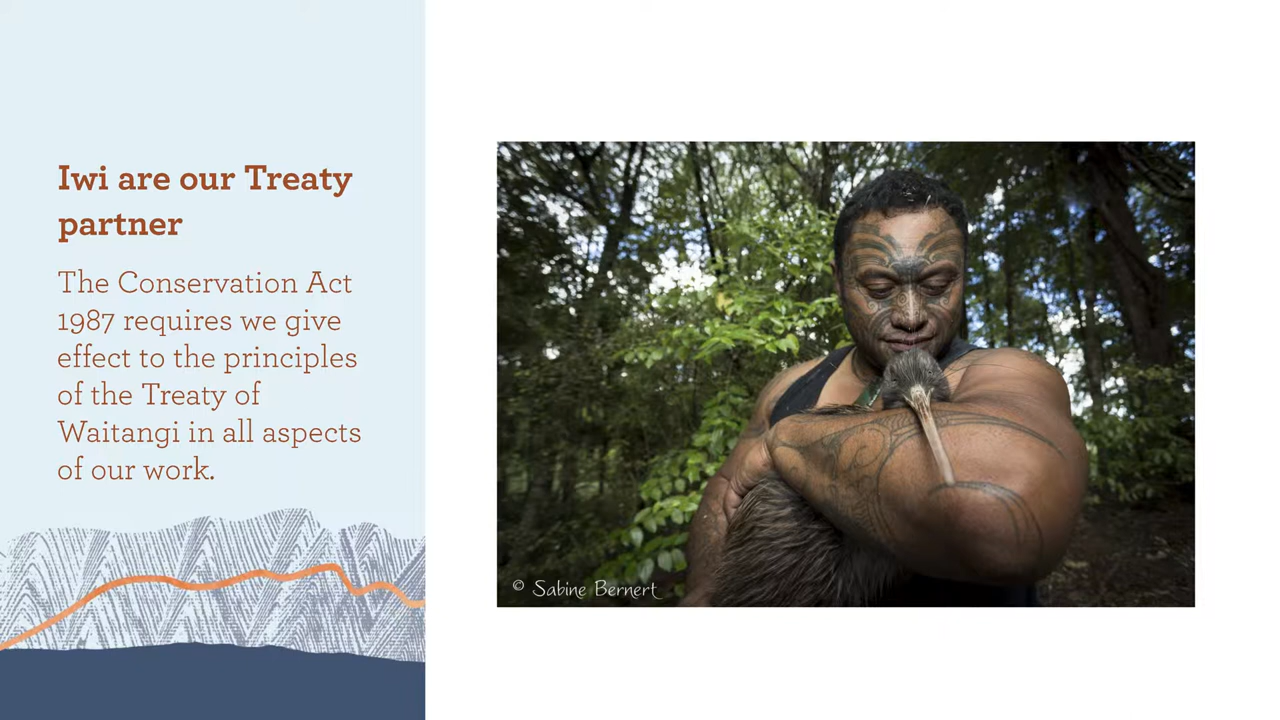 Iwi are our Treaty
partner
The Conservation Act
1987 requires we give
effect to the principles
of the Treaty of
Waitangi in all aspects
of our work.
© Sabine Bernert